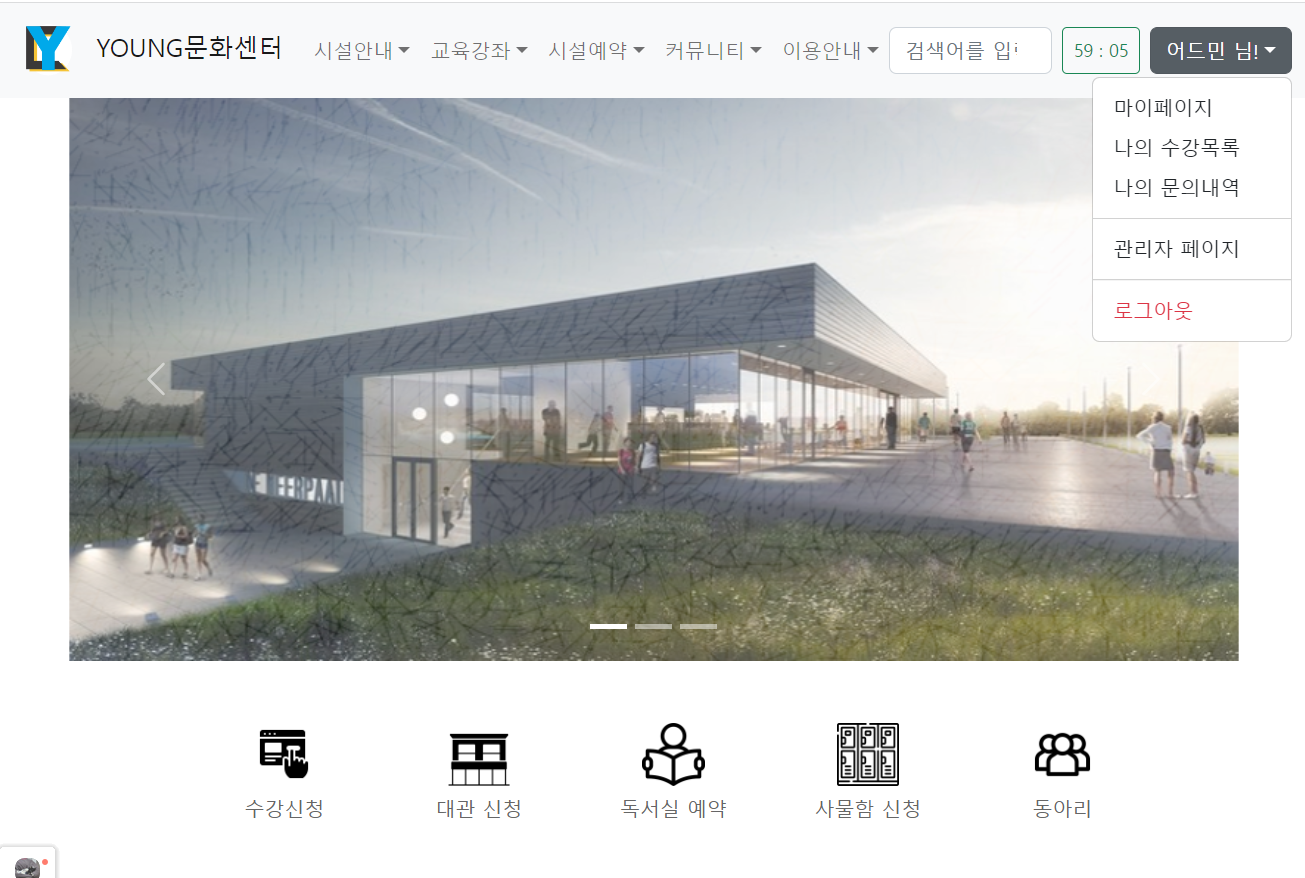 YOUNG문화센터
시설안내
교육강좌
시설예약
커뮤니티
이용안내
검색어를 입
59 : 05
어드민 님!
마이페이지
나의 수강목록
나의 문의내역
관리자 페이지
로그아웃
수강신청
대관 신청
독서실 예약
사물함 신청
동아리